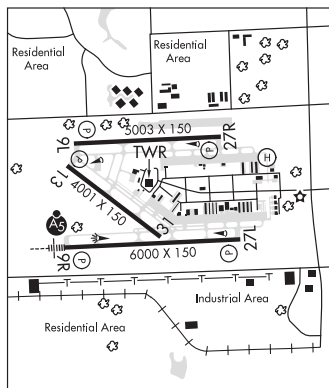 Residential
Area
Residential
Area
5003 X 150
9L
27R
P
P
P
TWR
H
13
4001 X 150
31
A5
9R
6000 X 150
27L
P
P
Industrial Area
Residential Area